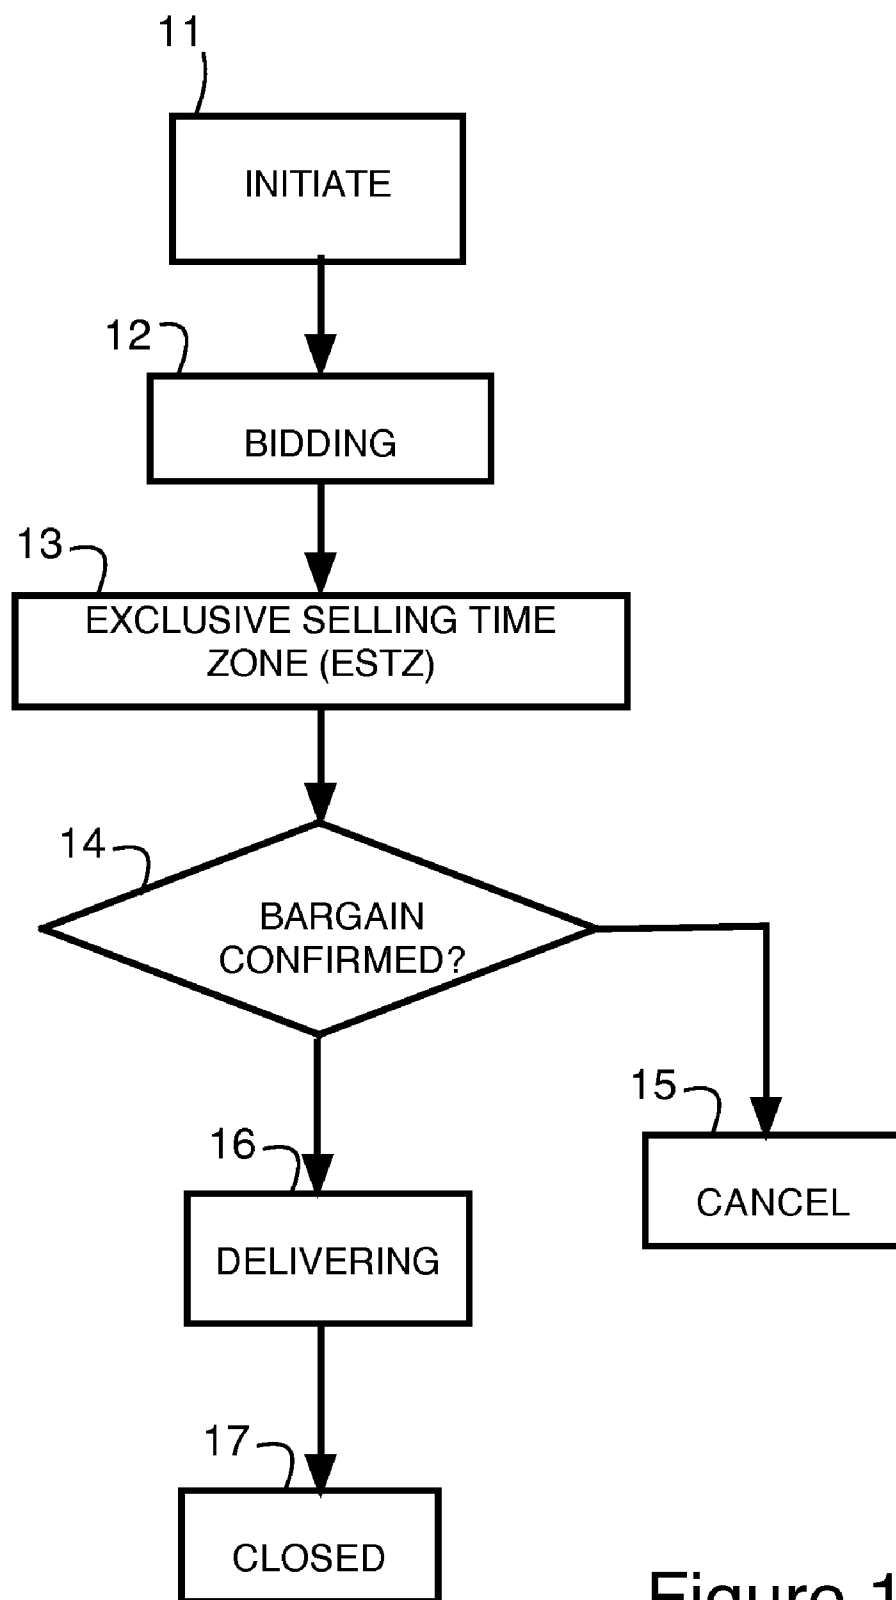 11
INITIATE
12
BIDDING
13
EXCLUSIVE SELLING TIME
ZONE (ESTZ)
14
BARGAIN
CONFIRMED?
15
CANCEL
16
DELIVERING
17
CLOSED
Figure 1